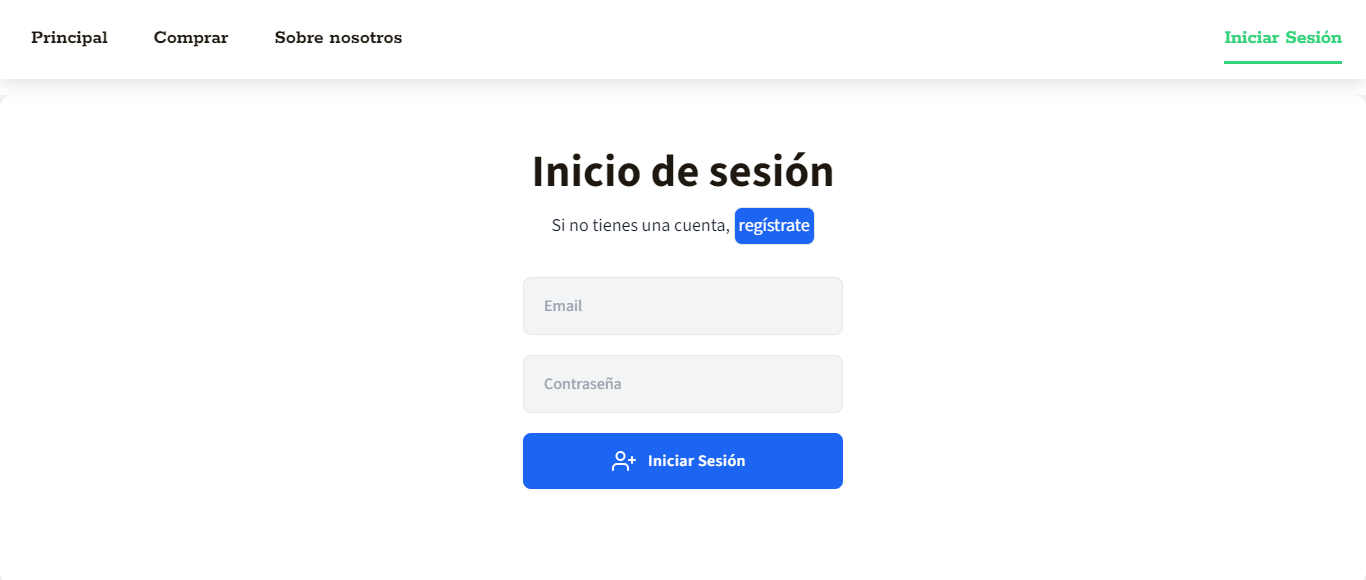 Principal Comprar Sobre nosotros Iniciar Sesión
Inicio de sesión
Si no tienes una cuenta, regístrate
Email
Contraseña
Iniciar Sesión